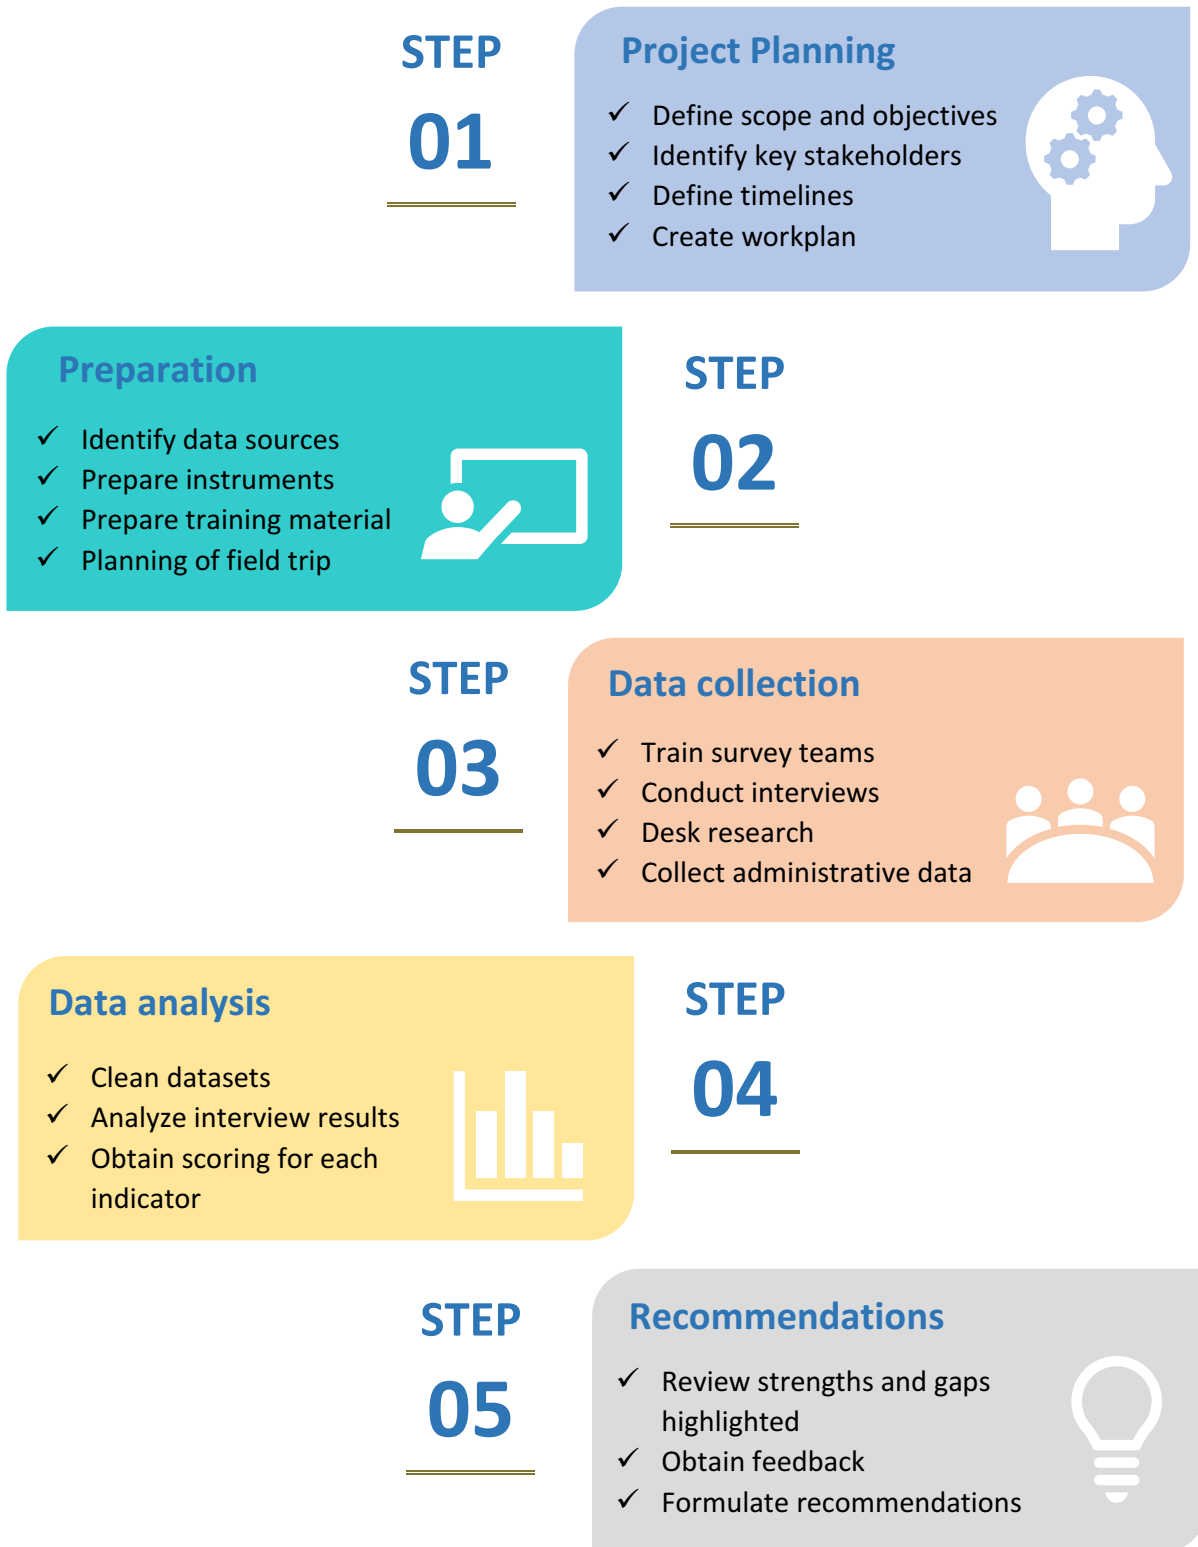 STEP
01
Project Planning
✓ Define scope and objectives
✓ Identify key stakeholders
✓ Define timelines
✓ Create workplan
Preparation
✓ Identify data sources
✓ Prepare instruments
✓ Prepare training material
✓ Planning of field trip
STEP
02
STEP
03
Data collection
✓ Train survey teams
✓ Conduct interviews
✓ Desk research
✓ Collect administrative data
Data analysis
✓ Clean datasets
✓ Analyze interview results
✓ Obtain scoring for each
indicator
STEP
04
STEP
05
Recommendations
✓ Review strengths and gaps
highlighted
✓ Obtain feedback
✓ Formulate recommendations